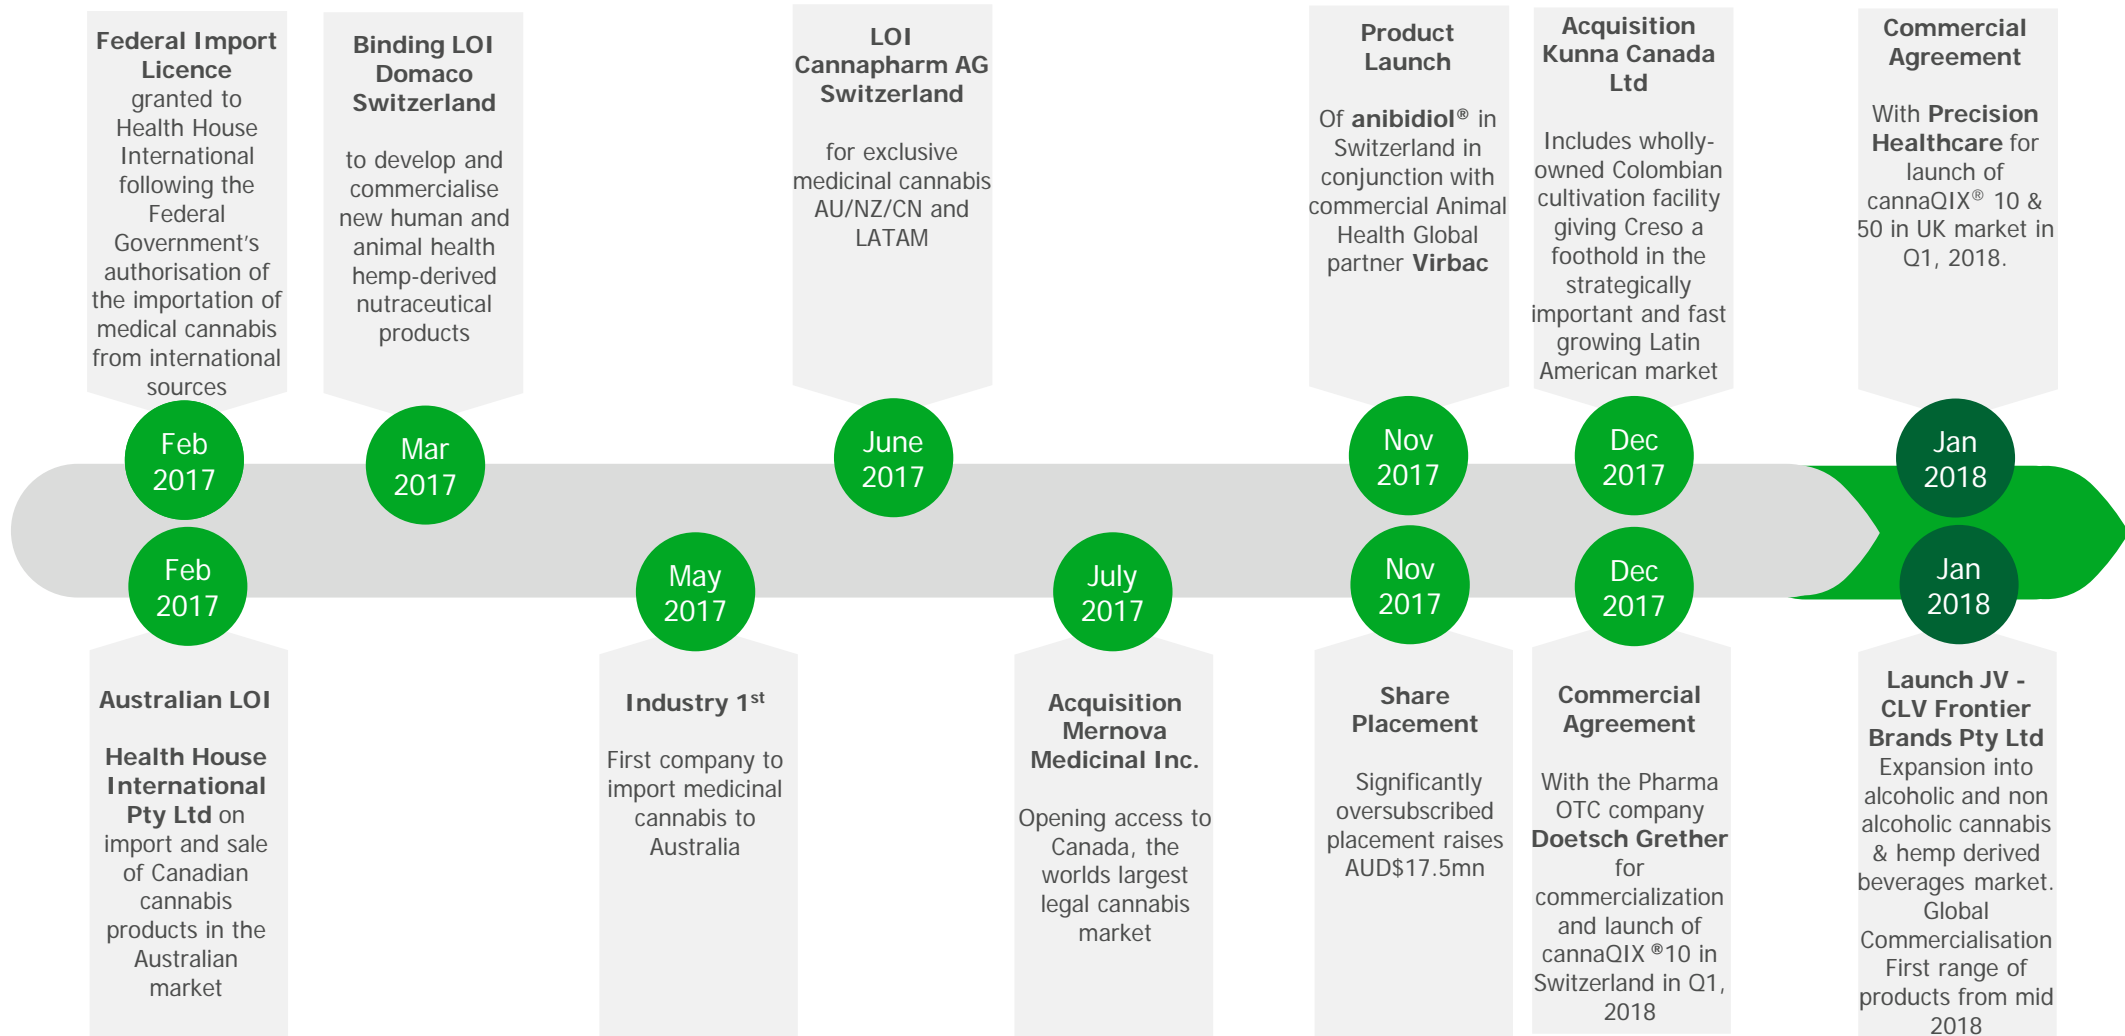 Federal Import
Licence
granted to
Health House
International
following the
Federal
Government's
authorisation of
the importation of
medical cannabis
from international
sources
Binding LOI
Domaco
Switzerland
to develop and
commercialise
new human and
animal health
hemp-derived
nutraceutical
products
LOI
Cannapharm AG
Switzerland
for exclusive
medicinal cannabis
AU/NZ/CN and
LATAM
Product
Launch
Of anibidiol® in
Switzerland in
conjunction with
commercial Animal
Health Global
partner Virbac
Acquisition
Kunna Canada
Ltd
Includes wholly-
owned Colombian
cultivation facility
giving Creso a
foothold in the
strategically
important and fast
growing Latin
American market
Commercial
Agreement
With Precision
Healthcare for
launch of
cannaQIX® 10 &
50 in UK market in
Q1, 2018.
Feb
2017
Mar
2017
June
2017
Nov
2017
Dec
2017
Jan
2018
Feb
2017
May
2017
July
2017
Nov
2017
Dec
2017
Jan
2018
Australian LOI
Health House
International
Pty Ltd on
import and sale
of Canadian
cannabis
products in the
Australian
market
Industry 1st
First company to
import medicinal
cannabis to
Australia
Acquisition
Mernova
Medicinal Inc.
Opening access to
Canada, the
worlds largest
legal cannabis
market
Share
Placement
Significantly
oversubscribed
placement raises
AUD$17.5mn
Commercial
Agreement
With the Pharma
OTC company
Doetsch Grether
for
commercialization
and launch of
cannaQIX ®10 in
Switzerland in Q1,
2018
Launch JV -
CLV Frontier
Brands Pty Ltd
Expansion into
alcoholic and non
alcoholic cannabis
& hemp derived
beverages market.
Global
Commercialisation
First range of
products from mid
2018